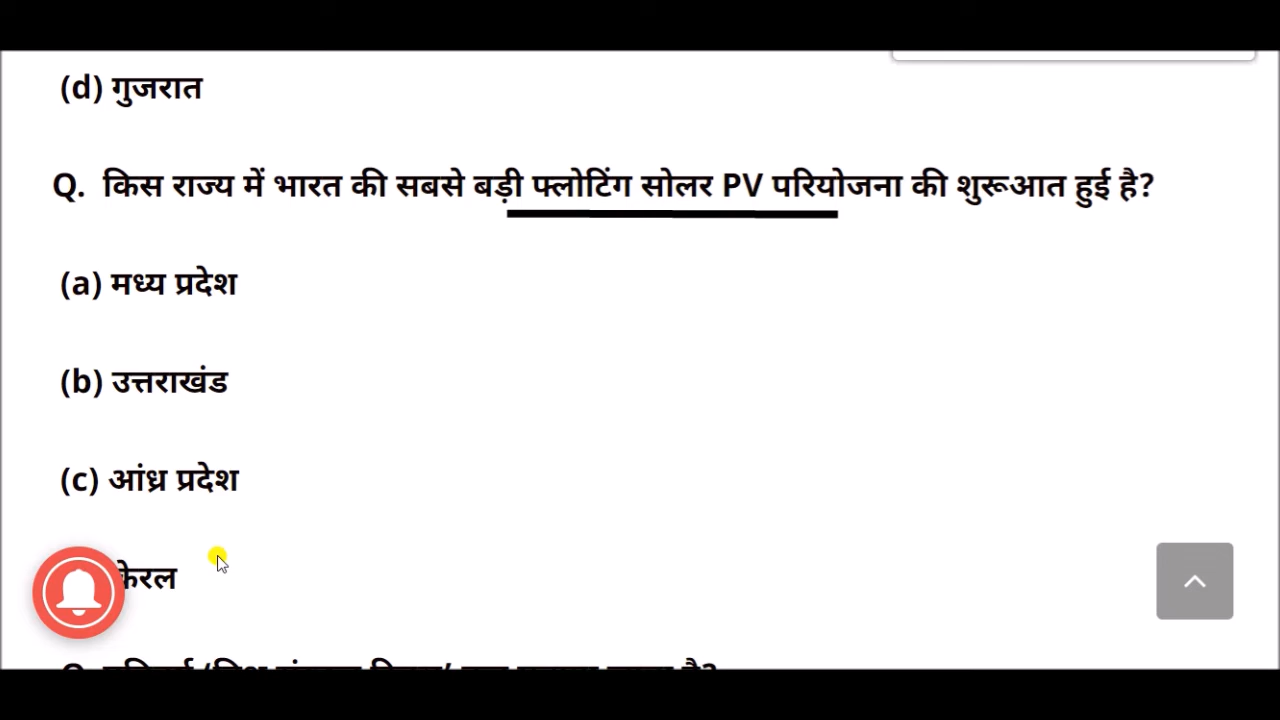 (d) गुजरात
Q. किस राज्य में भारत की सबसे बड़ी फ्लोटिंग सोलर PV परियोजना की शुरूआत हुई है?
(a) मध्य प्रदेश
(b) उत्तराखंड
(c) आंध्र प्रदेश
केरल